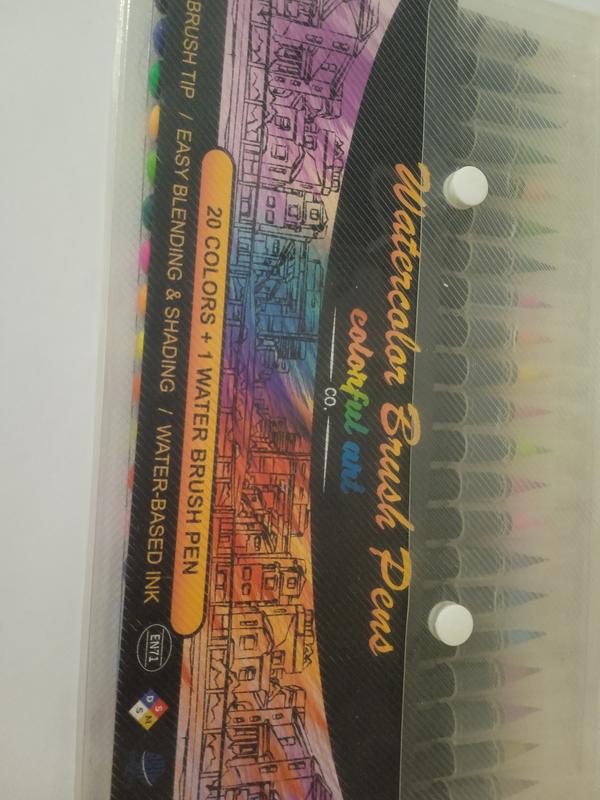 Watercolor Brush Pens
colorful art
CO.
20 COLORS + 1 WATER BRUSH PEN
BRUSH TIP / EASY BLENDING & SHADING / WATER-BASED INK
EN71